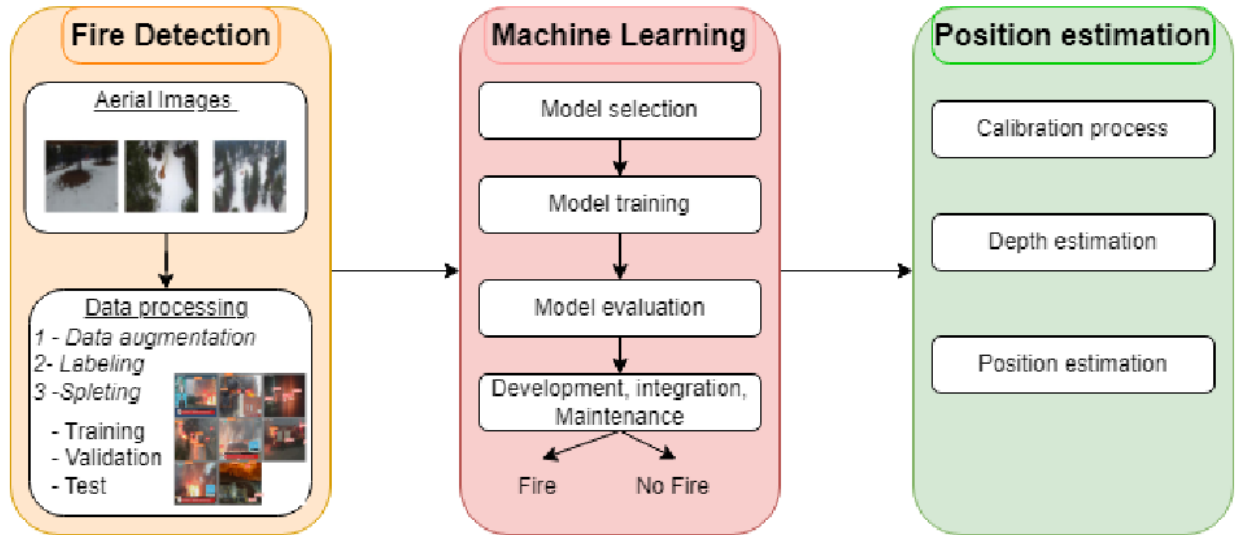 Fire Detection
Aerial Images
Data processing
1 - Data augmentation
2- Labeling
3 -Spleting
- Training
- Validation
- Test
Machine Learning
Model selection
Model training
Model evaluation
Development, integration,
Maintenance
Fire
No Fire
Position estimation
Calibration process
Depth estimation
Position estimation